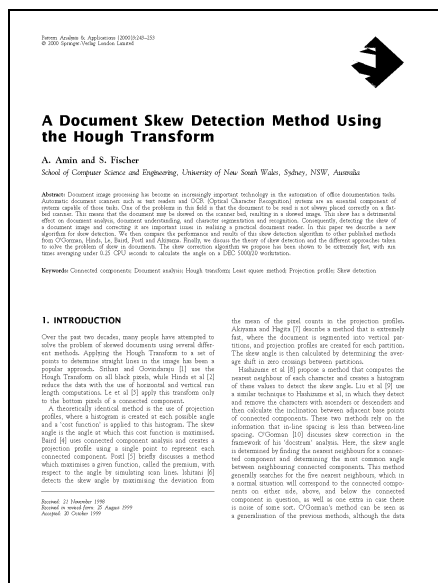 Pattern Analysis & Applications (2000)3:243–253
© 2000 Springer-Verlag London Limited
A Document Skew Detection Method Using
the Hough Transform
A. Amin and S. Fischer
School of Computer Science and Engineering, University of New South Wales, Sydney, NSW, Australia
Abstract: Document image processing has become an increasingly important technology in the automation of office documentation tasks.
Automatic document scanners such as text readers and OCR (Optical Character Recognition) systems are an essential component of
systems capable of those tasks. One of the problems in this field is that the document to be read is not always placed correctly on a flat-
bed scanner. This means that the document may be skewed on the scanner bed, resulting in a skewed image. This skew has a detrimental
effect on document analysis, document understanding, and character segmentation and recognition. Consequently, detecting the skew of
a document image and correcting it are important issues in realising a practical document reader. In this paper we describe a new
algorithm for skew detection. We then compare the performance and results of this skew detection algorithm to other published methods
from O'Gorman, Hinds, Le, Baird, Postl and Akiyama. Finally, we discuss the theory of skew detection and the different approaches taken
to solve the problem of skew in documents. The skew correction algorithm we propose has been shown to be extremely fast, with run
times averaging under 0.25 CPU seconds to calculate the angle on a DEC 5000/20 workstation.
Keywords: Connected components; Document analysis; Hough transform; Least square method; Projection profile; Skew detection
1. INTRODUCTION
Over the past two decades, many people have attempted to
solve the problem of skewed documents using several differ-
ent methods. Applying the Hough Transform to a set of
points to determine straight lines in the image has been a
popular approach. Srihari and Govindaraju [1] use the
Hough Transform on all black pixels, while Hinds et al [2]
reduce the data with the use of horizontal and vertical run
length computations. Le et al [3] apply this transform only
to the bottom pixels of a connected component.
A theoretically identical method is the use of projection
profiles, where a histogram is created at each possible angle
and a 'cost function' is applied to this histogram. The skew
angle is the angle at which this cost function is maximised.
Baird [4] uses connected component analysis and creates a
projection profile using a single point to represent each
connected component. Postl [5] briefly discusses a method
which maximises a given function, called the premium, with
respect to the angle by simulating scan lines. Ishitani [6]
detects the skew angle by maximising the deviation from
Received: 21 November 1998
Received in revised form: 25 August 1999
Accepted: 20 October 1999
the mean of the pixel counts in the projection profiles.
Akiyama and Hagita [7] describe a method that is extremely
fast, where the document is segmented into vertical par-
titions, and projection profiles are created for each partition.
The skew angle is then calculated by determining the aver-
age shift in zero crossings between partitions.
Hashizume et al [8] propose a method that computes the
nearest neighbour of each character and creates a histogram
of these values to detect the skew angle. Liu et al [9] use
a similar technique to Hashizume et al, in which they detect
and remove the characters with ascenders or descenders and
then calculate the inclination between adjacent base points
of connected components. These two methods rely on the
information that in-line spacing is less than between-line
spacing. O'Gorman [10] discusses skew correction in the
framework of his 'docstrum' analysis. Here, the skew angle
is determined by finding the nearest neighbours for a connec-
ted component and determining the most common angle
between neighbouring connected components. This method
generally searches for the five nearest neighbours, which in
a normal situation will correspond to the connected compo-
nents on either side, above, and below the connected
component in question, as well as one extra in case there
is noise of some sort. O'Gorman's method can be seen as
a generalisation of the previous methods, although the data